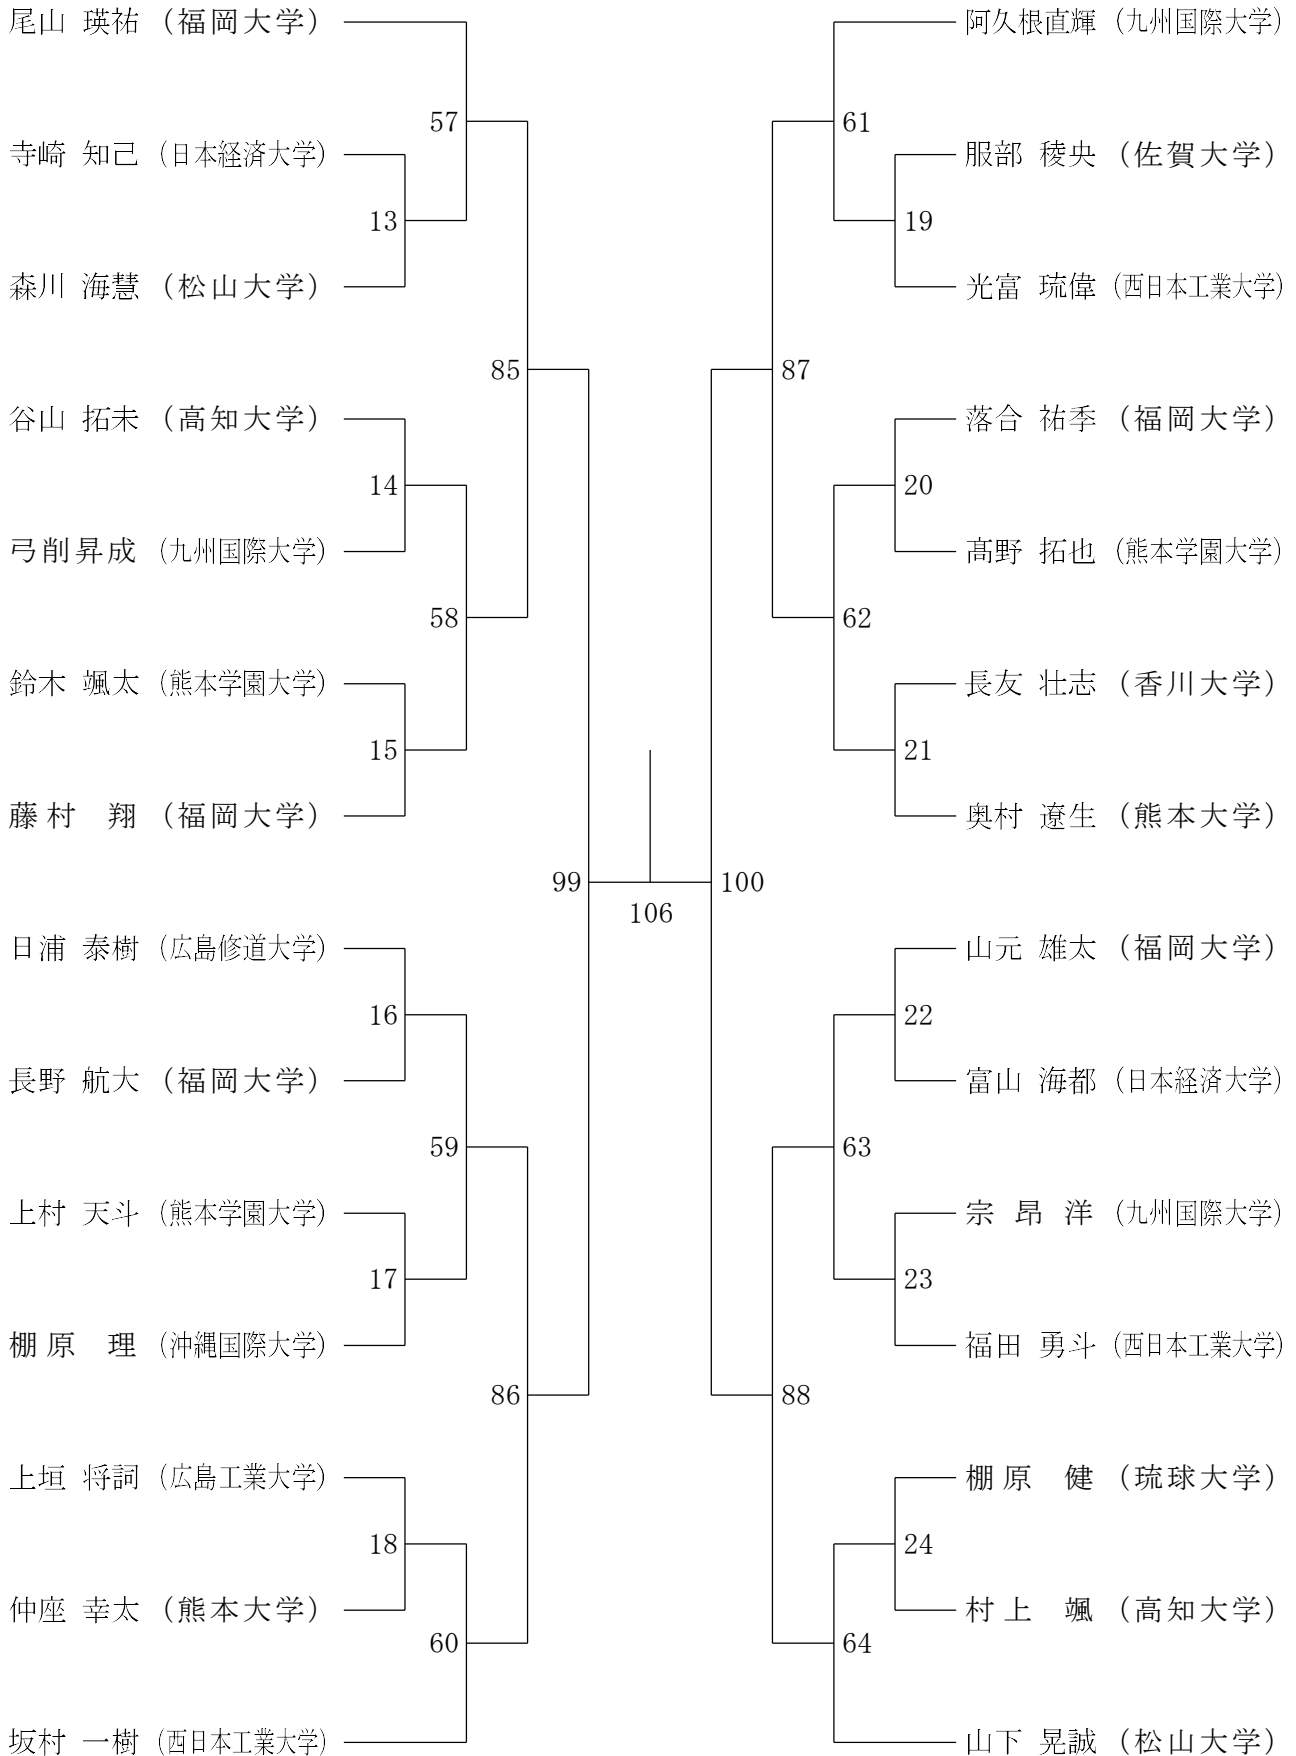 尾山 瑛祐 （福岡大学）
57
寺崎 知己 （日本経済大学）
13
森川 海慧 （松山大学）
85
谷山 拓未 （高知大学）
14
弓削昇成 （九州国際大学）
58
鈴木 颯太 （熊本学園大学）
15
藤村 翔 （福岡大学）
99
日浦 泰樹 （広島修道大学）
16
長野 航大 （福岡大学）
59
上村 天斗 （熊本学園大学）
17
棚原 理 （沖縄国際大学）
86
上垣 将詞 （広島工業大学）
18
仲座 幸太 （熊本大学）
60
坂村 一樹 （西日本工業大学）
106
阿久根直輝 （九州国際大学）
61
服部 稜央 （佐賀大学）
19
光富 琉偉 （西日本工業大学）
87
落合 祐季 （福岡大学）
20
髙野 拓也 （熊本学園大学）
62
長友 壮志 （香川大学）
21
奥村 遼生 （熊本大学）
100
山元 雄太 （福岡大学）
22
富山 海都 （日本経済大学）
63
宗 昂洋 （九州国際大学）
23
福田 勇斗 （西日本工業大学）
88
棚原 健 （琉球大学）
24
村上 颯 （高知大学）
64
山下 晃誠 （松山大学）